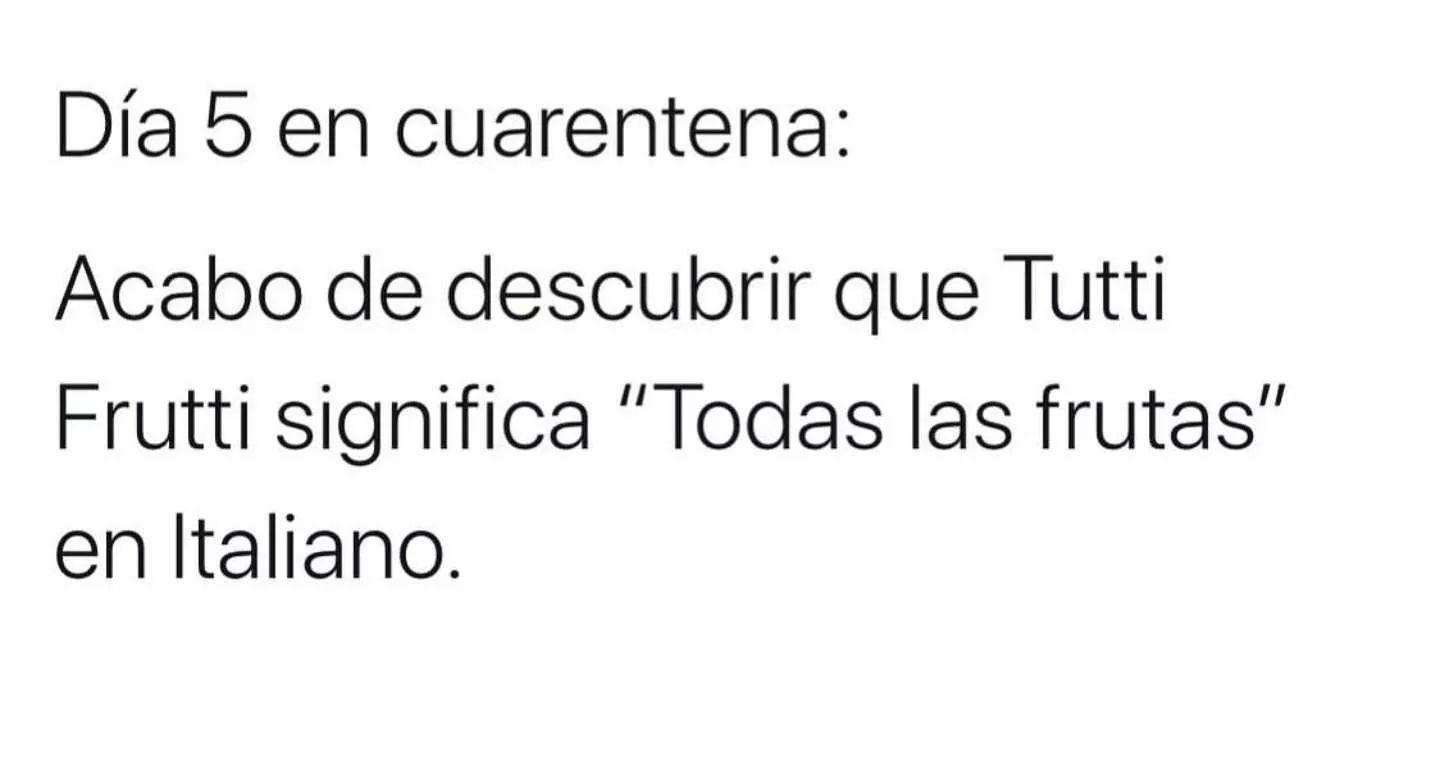 Día 5 en cuarentena:
Acabo de descubrir que Tutti
Frutti significa “Todas las frutas”
en Italiano.